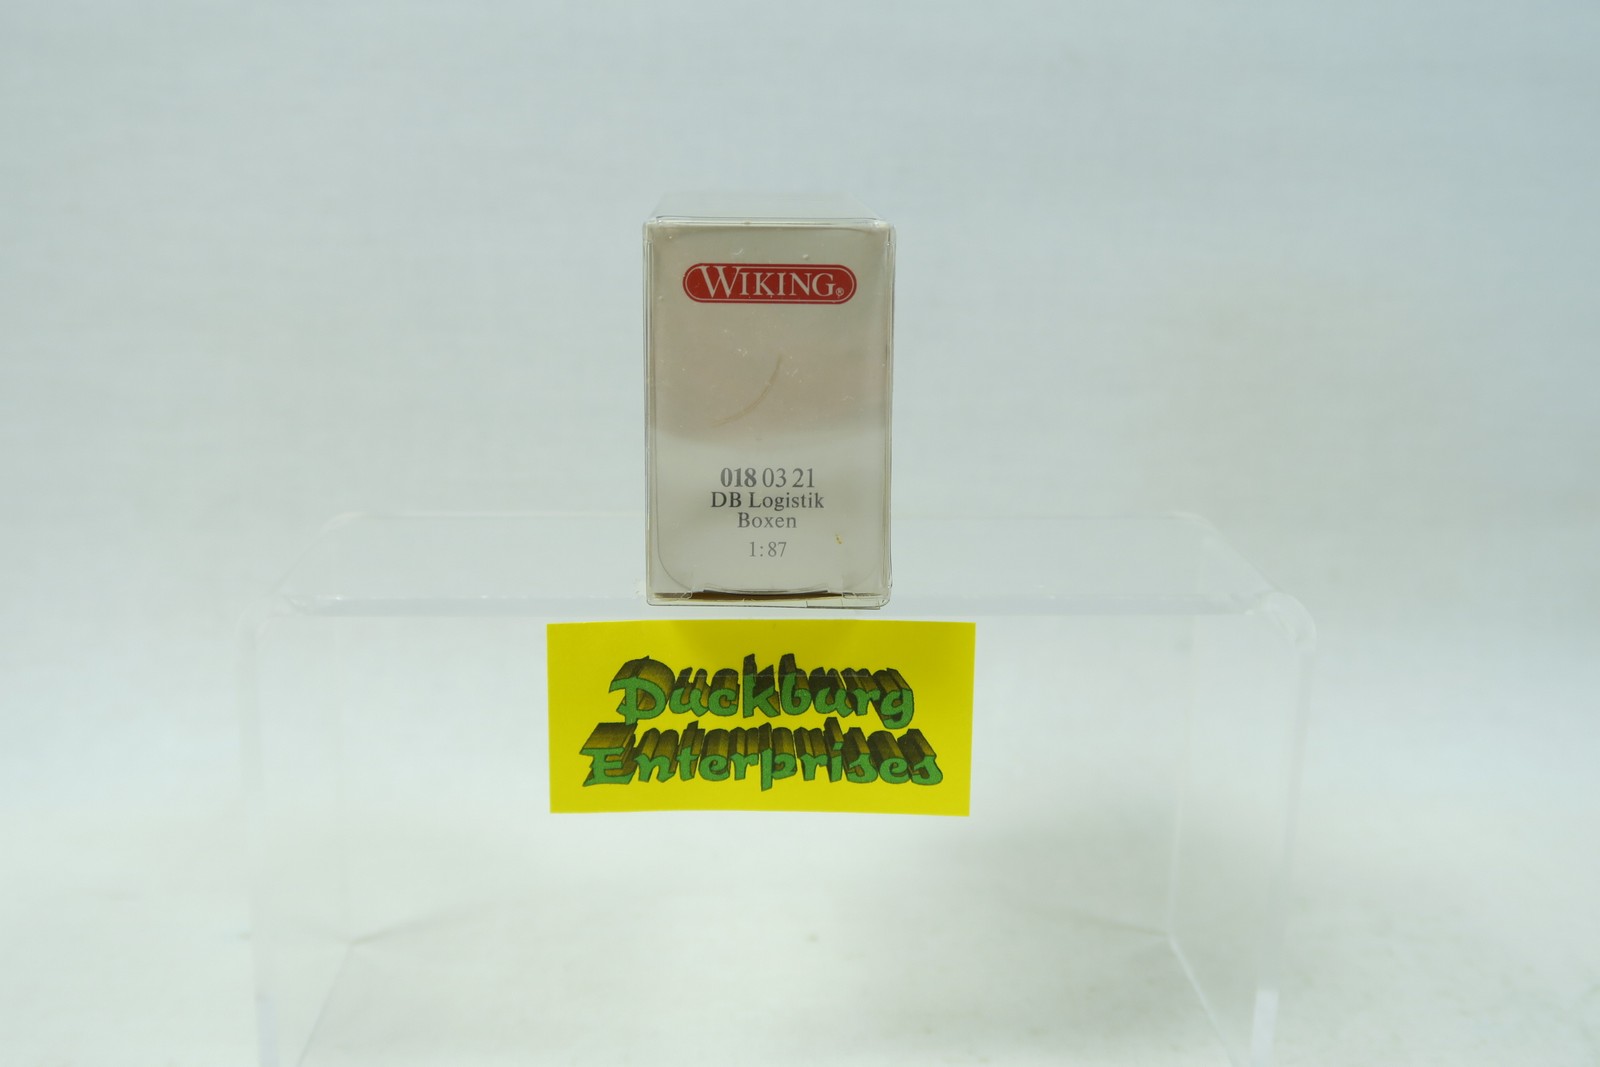 WIKING®
018 03 21
DB Logistik
Boxen
1:87
Duckburg
Enterprises